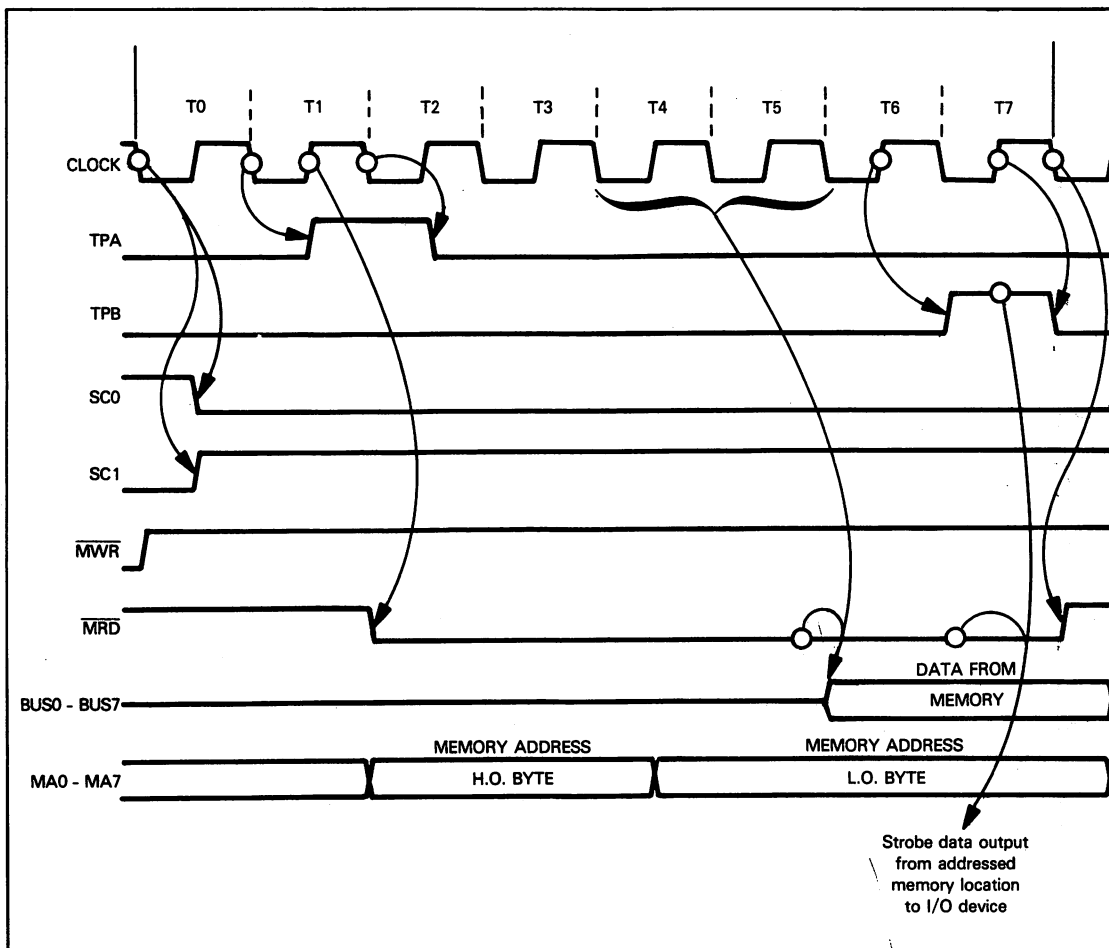 T0 T1 T2 T3 T4 T5 T6 T7
CLOCK
TPA
TPB
SC0
SC1
MWR
MRD
DATA FROM
BUS0 - BUS7 MEMORY
MEMORY ADDRESS MEMORY ADDRESS
MA0 - MA7 H.O. BYTE L.O. BYTE
Strobe data output
from addressed
memory location
to I/O device